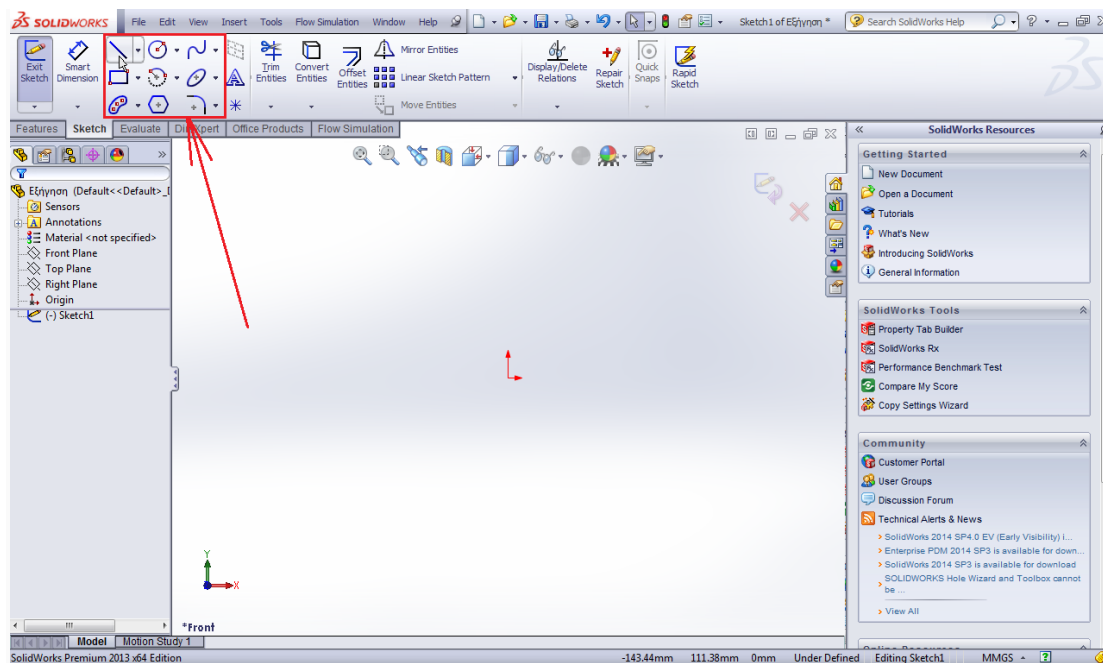 SOLIDWORKS File Edit View Insert Tools Flow Simulation Window Help Sketch1 of Εξήγηση * Search SolidWorks Help
Exit Sketch
Smart Dimension
Trim Entities
Convert Entities
Offset Entities
Mirror Entities
Linear Sketch Pattern
Move Entities
Display/Delete Relations
Repair Sketch
Quick Snaps
Rapid Sketch
Features Sketch Evaluate DimXpert Office Products Flow Simulation
Εξήγηση (Default<<Default>_[
Sensors
Annotations
Material <not specified>
Front Plane
Top Plane
Right Plane
Origin
(-) Sketch1
Y
X
*Front
SolidWorks Resources
Getting Started
New Document
Open a Document
Tutorials
What's New
Introducing SolidWorks
General Information
SolidWorks Tools
Property Tab Builder
SolidWorks Rx
Performance Benchmark Test
Compare My Score
Copy Settings Wizard
Community
Customer Portal
User Groups
Discussion Forum
Technical Alerts & News
SolidWorks 2014 SP4.0 EV (Early Visibility) i...
Enterprise PDM 2014 SP3 is available for down...
SolidWorks 2014 SP3 is available for download
SOLIDWORKS Hole Wizard and Toolbox cannot
be ...
View All
Model Motion Study 1
SolidWorks Premium 2013 x64 Edition -143.44mm 111.38mm 0mm Under Defined Editing Sketch1 MMGS